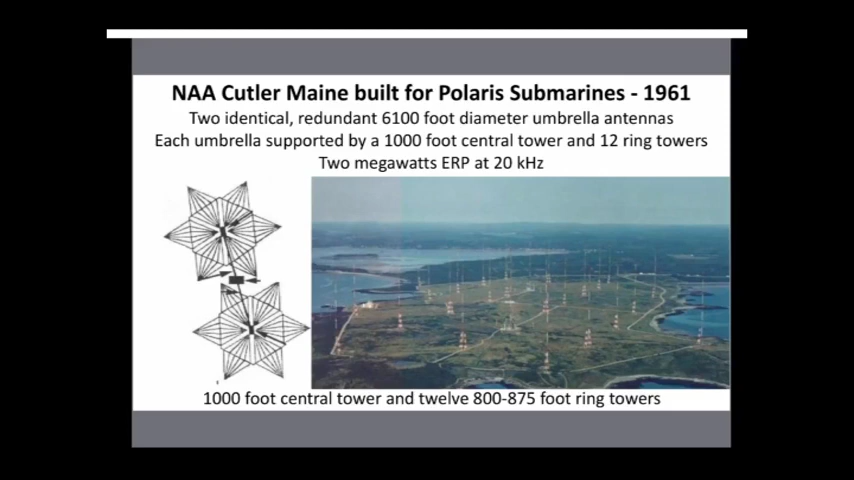 NAA Cutler Maine built for Polaris Submarines - 1961
Two identical, redundant 6100 foot diameter umbrella antennas
Each umbrella supported by a 1000 foot central tower and 12 ring towers
Two megawatts ERP at 20 kHz
1000 foot central tower and twelve 800-875 foot ring towers